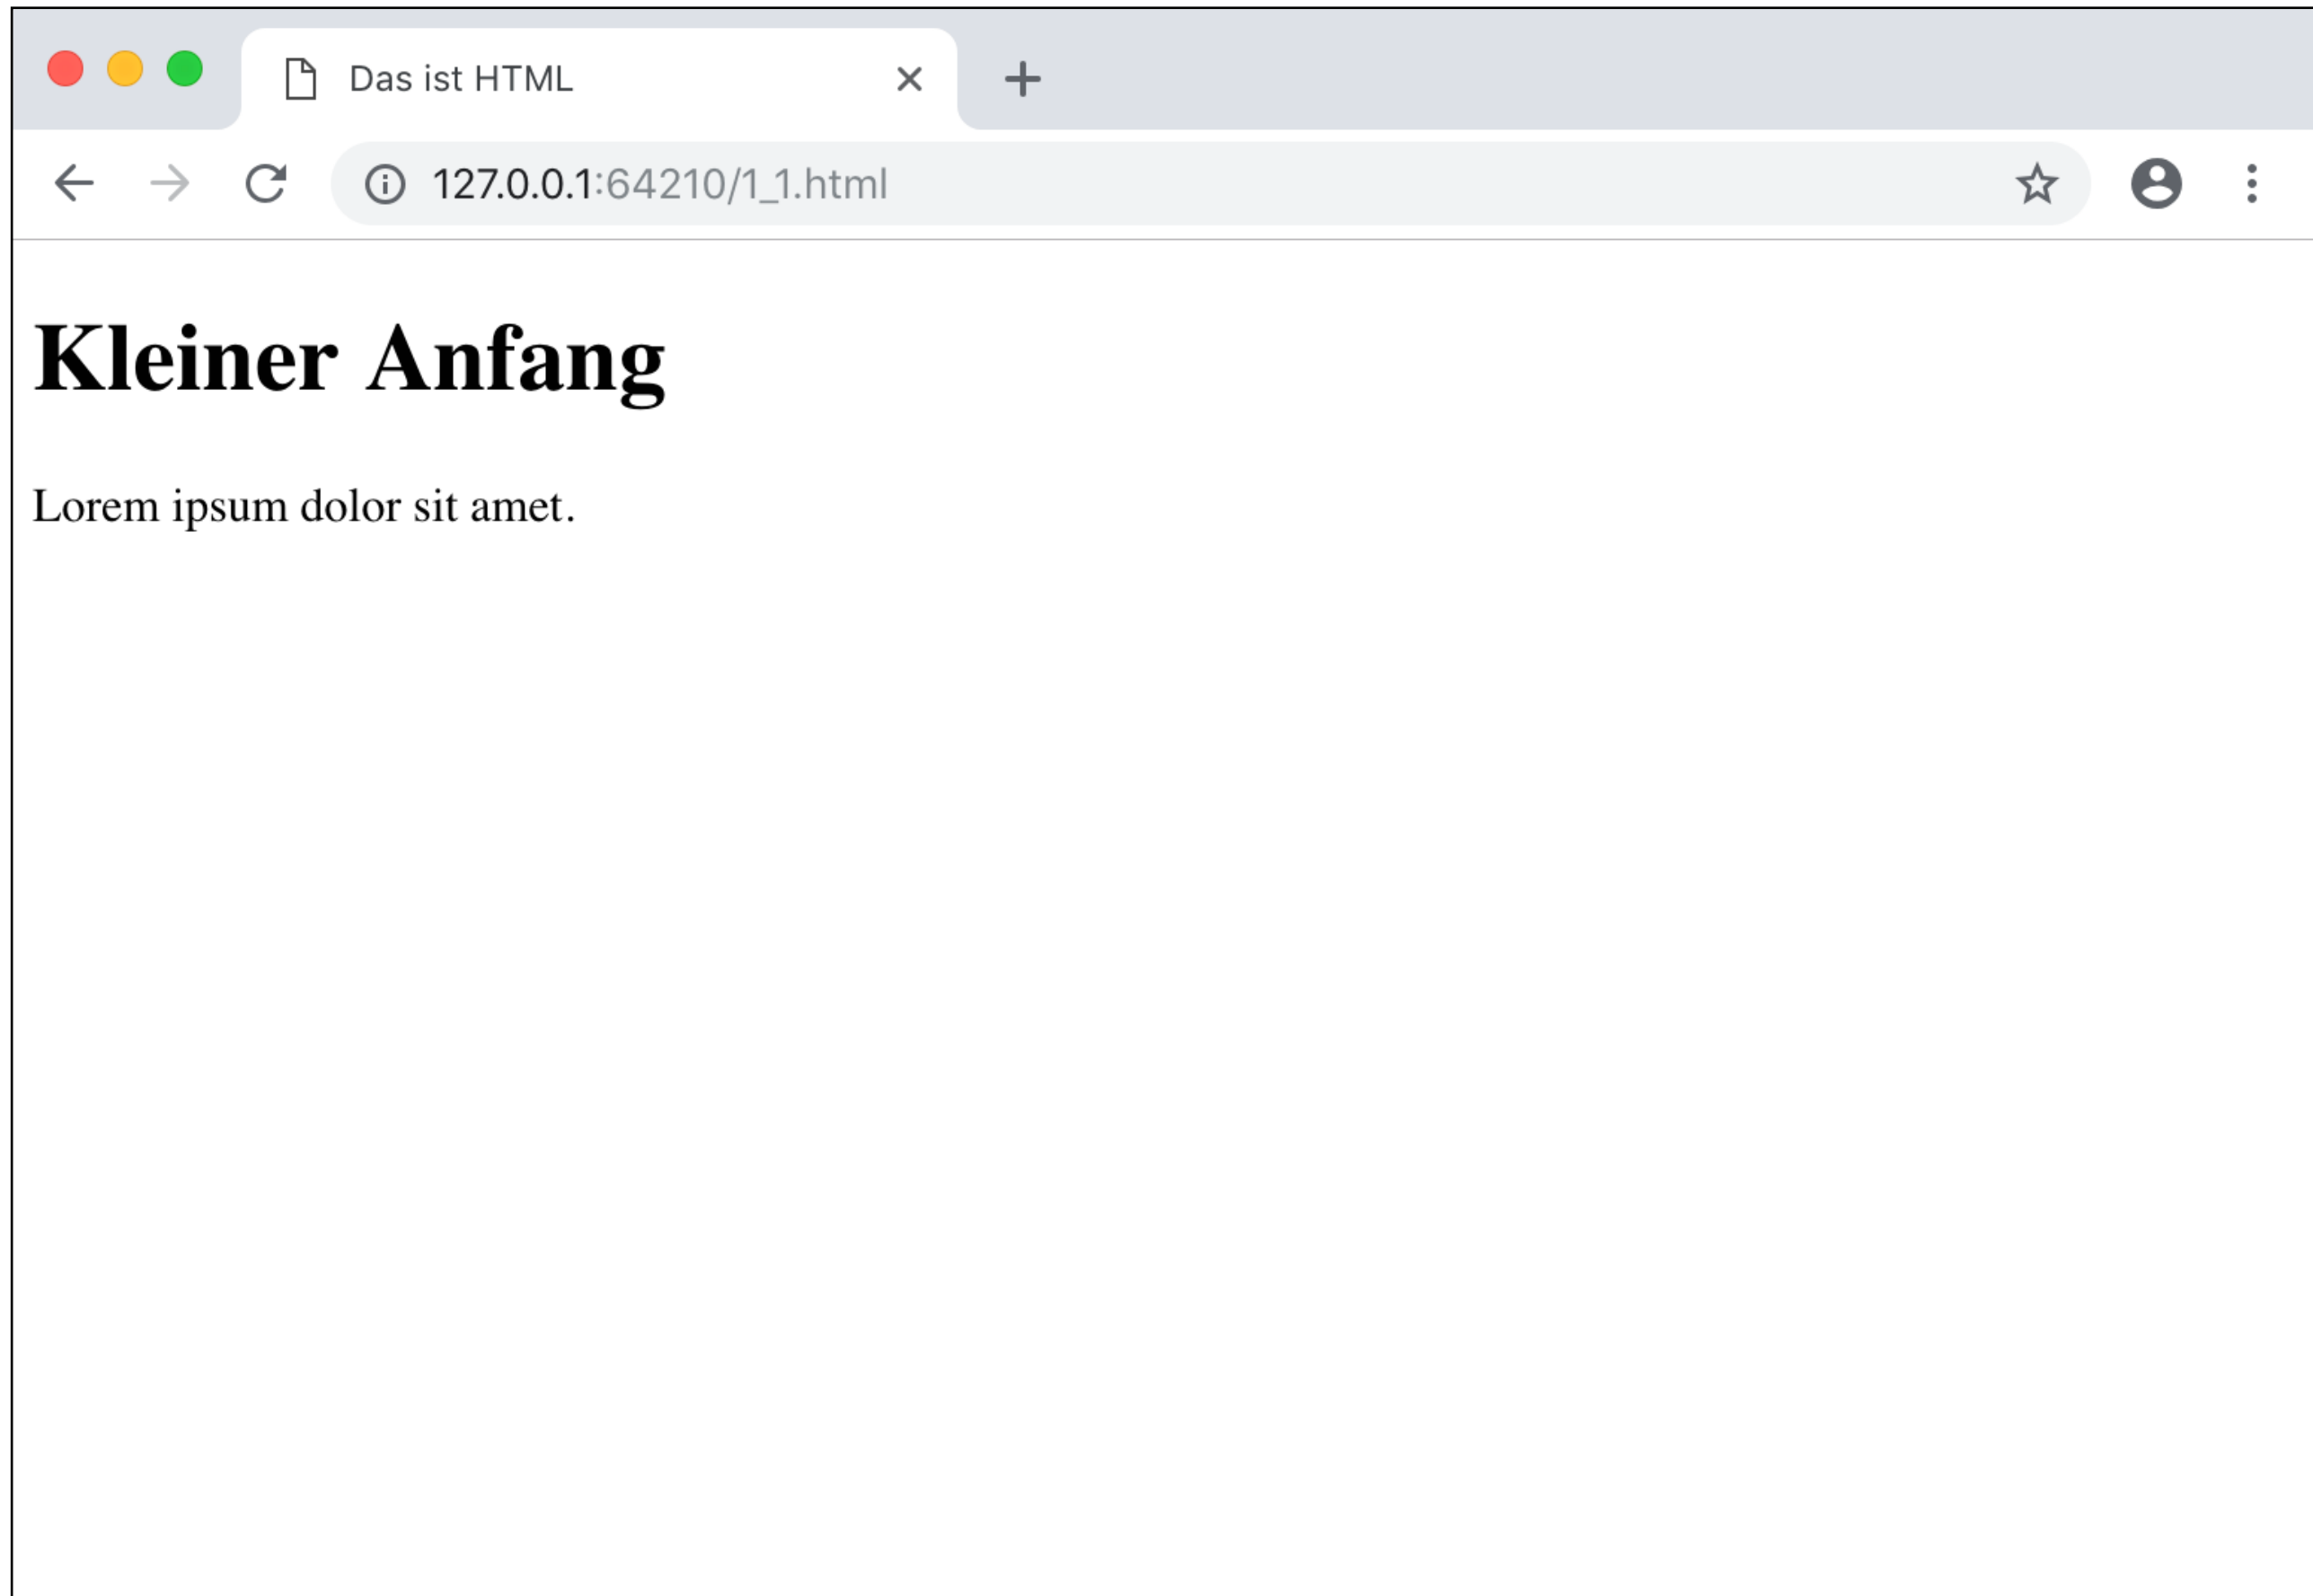 Das ist HTML
127.0.0.1:64210/1_1.html
Kleiner Anfang
Lorem ipsum dolor sit amet.